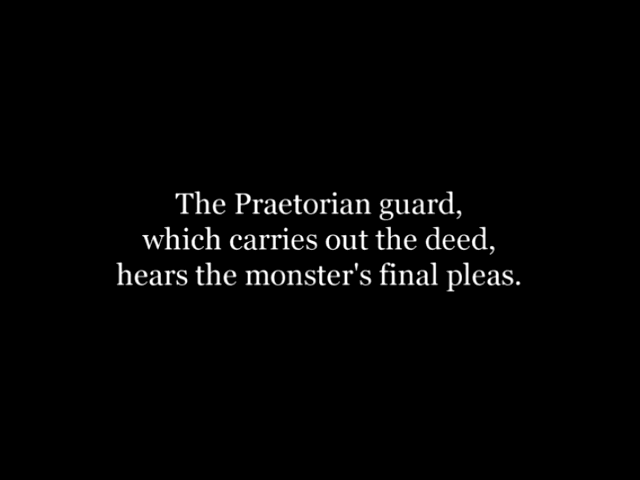 The Praetorian guard,
which carries out the deed,
hears the monster's final pleas.